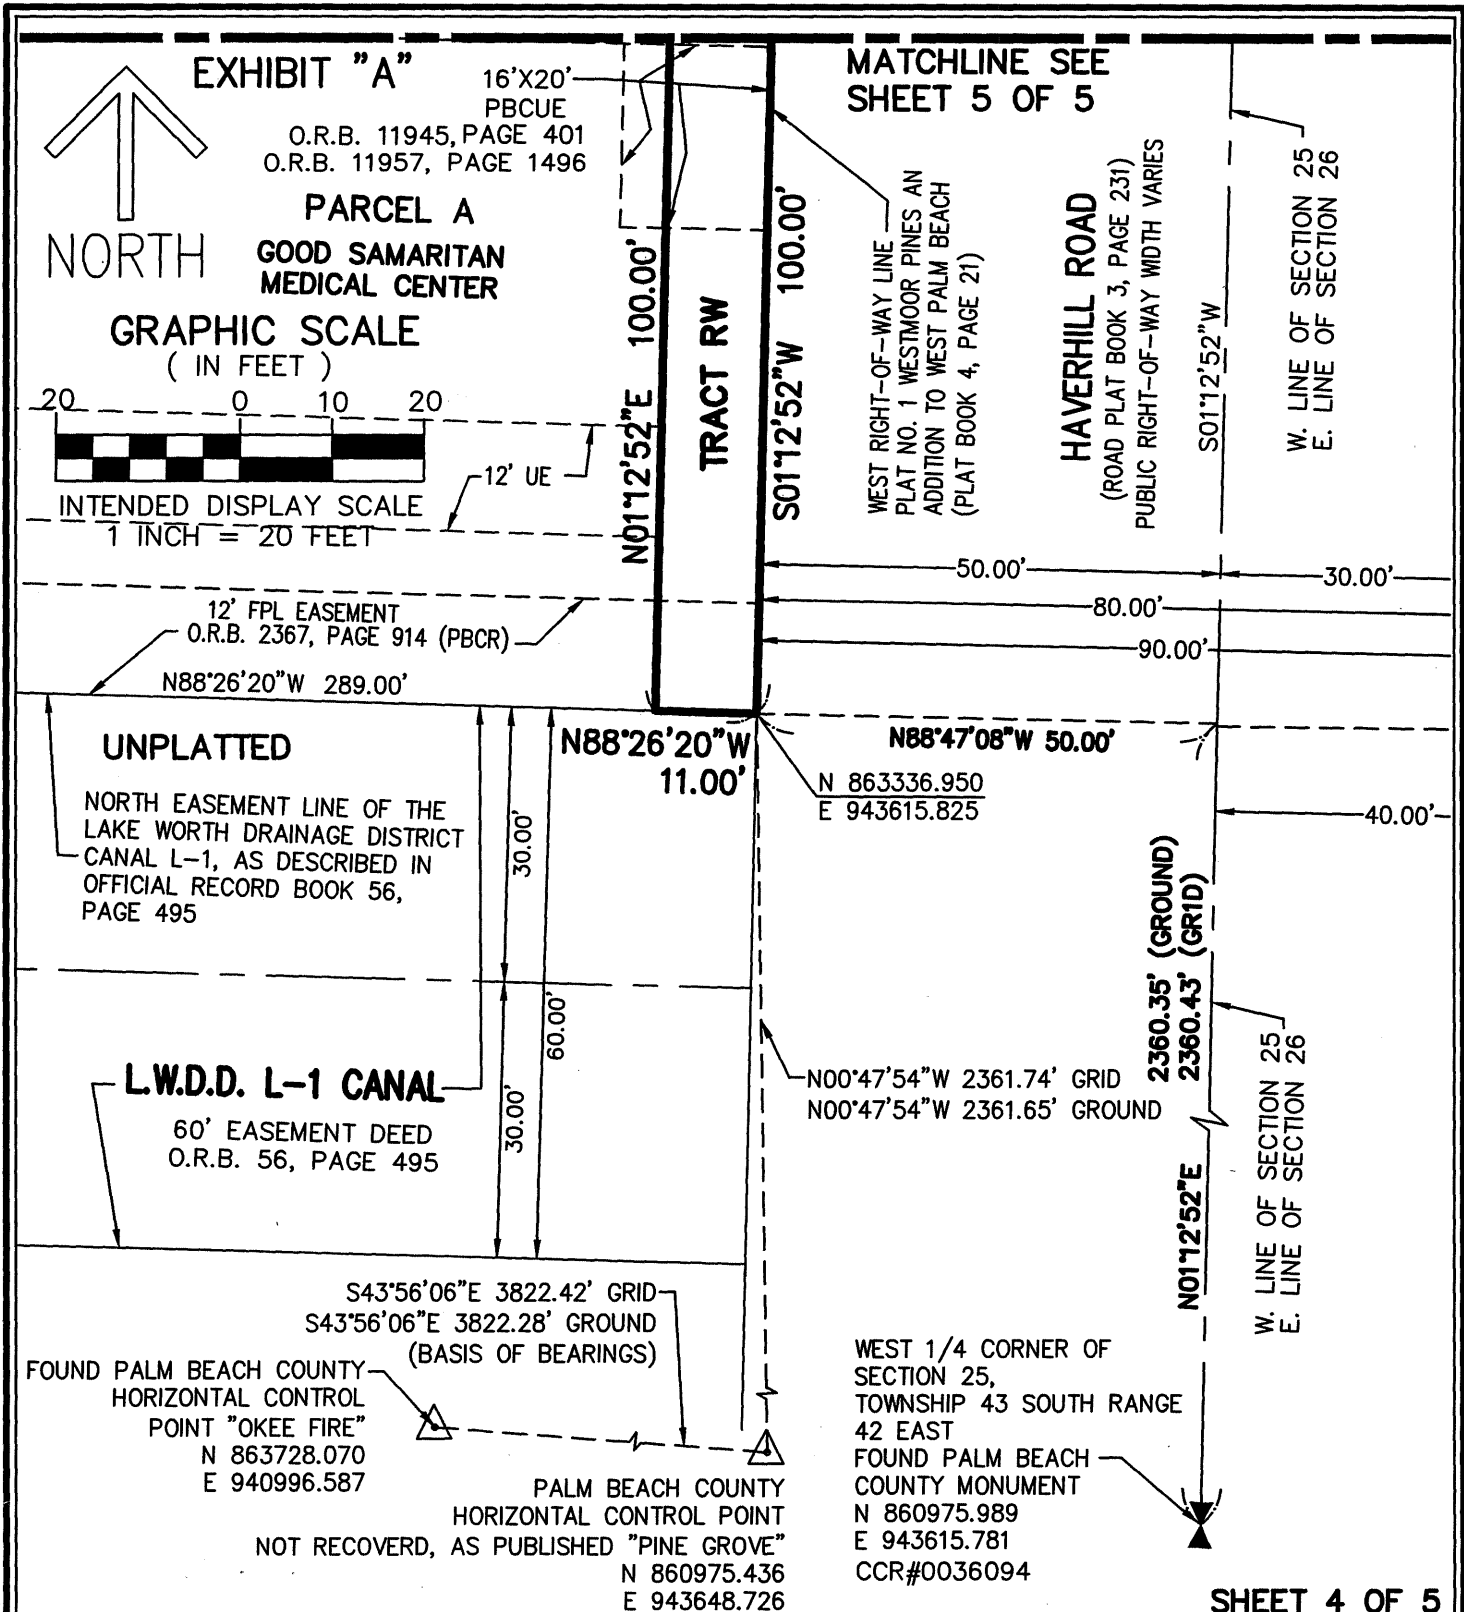 EXHIBIT "A"
MATCHLINE SEE
SHEET 5 OF 5
16'X20'
PBCUE
O.R.B. 11945, PAGE 401
O.R.B. 11957, PAGE 1496
PARCEL A
GOOD SAMARITAN
MEDICAL CENTER
NORTH
GRAPHIC SCALE
( IN FEET )
20 0 10 20
INTENDED DISPLAY SCALE
1 INCH = 20 FEET
12' UE
N01°12'52"E 100.00'
TRACT RW
S01°12'52"W 100.00'
WEST RIGHT-OF-WAY LINE
PLAT NO. 1 WESTMOOR PINES AN
ADDITION TO WEST PALM BEACH
(PLAT BOOK 4, PAGE 21)
HAVERHILL ROAD
(ROAD PLAT BOOK 3, PAGE 231)
PUBLIC RIGHT-OF-WAY WIDTH VARIES
S01°12'52"W
W. LINE OF SECTION 25
E. LINE OF SECTION 26
50.00'
30.00'
80.00'
90.00'
12' FPL EASEMENT
O.R.B. 2367, PAGE 914 (PBCR)
N88°26'20"W 289.00'
UNPLATTED
N88°26'20"W
11.00'
N88°47'08"W 50.00'
N 863336.950
E 943615.825
40.00'
NORTH EASEMENT LINE OF THE
LAKE WORTH DRAINAGE DISTRICT
CANAL L-1, AS DESCRIBED IN
OFFICIAL RECORD BOOK 56,
PAGE 495
30.00'
60.00'
30.00'
2360.35' (GROUND)
2360.43' (GRID)
N01°12'52"E
W. LINE OF SECTION 25
E. LINE OF SECTION 26
L.W.D.D. L-1 CANAL
60' EASEMENT DEED
O.R.B. 56, PAGE 495
N00°47'54"W 2361.74' GRID
N00°47'54"W 2361.65' GROUND
S43°56'06"E 3822.42' GRID
S43°56'06"E 3822.28' GROUND
(BASIS OF BEARINGS)
FOUND PALM BEACH COUNTY
HORIZONTAL CONTROL
POINT "OKEE FIRE"
N 863728.070
E 940996.587
PALM BEACH COUNTY
HORIZONTAL CONTROL POINT
NOT RECOVERD, AS PUBLISHED "PINE GROVE"
N 860975.436
E 943648.726
WEST 1/4 CORNER OF
SECTION 25,
TOWNSHIP 43 SOUTH RANGE
42 EAST
FOUND PALM BEACH
COUNTY MONUMENT
N 860975.989
E 943615.781
CCR#0036094
SHEET 4 OF 5